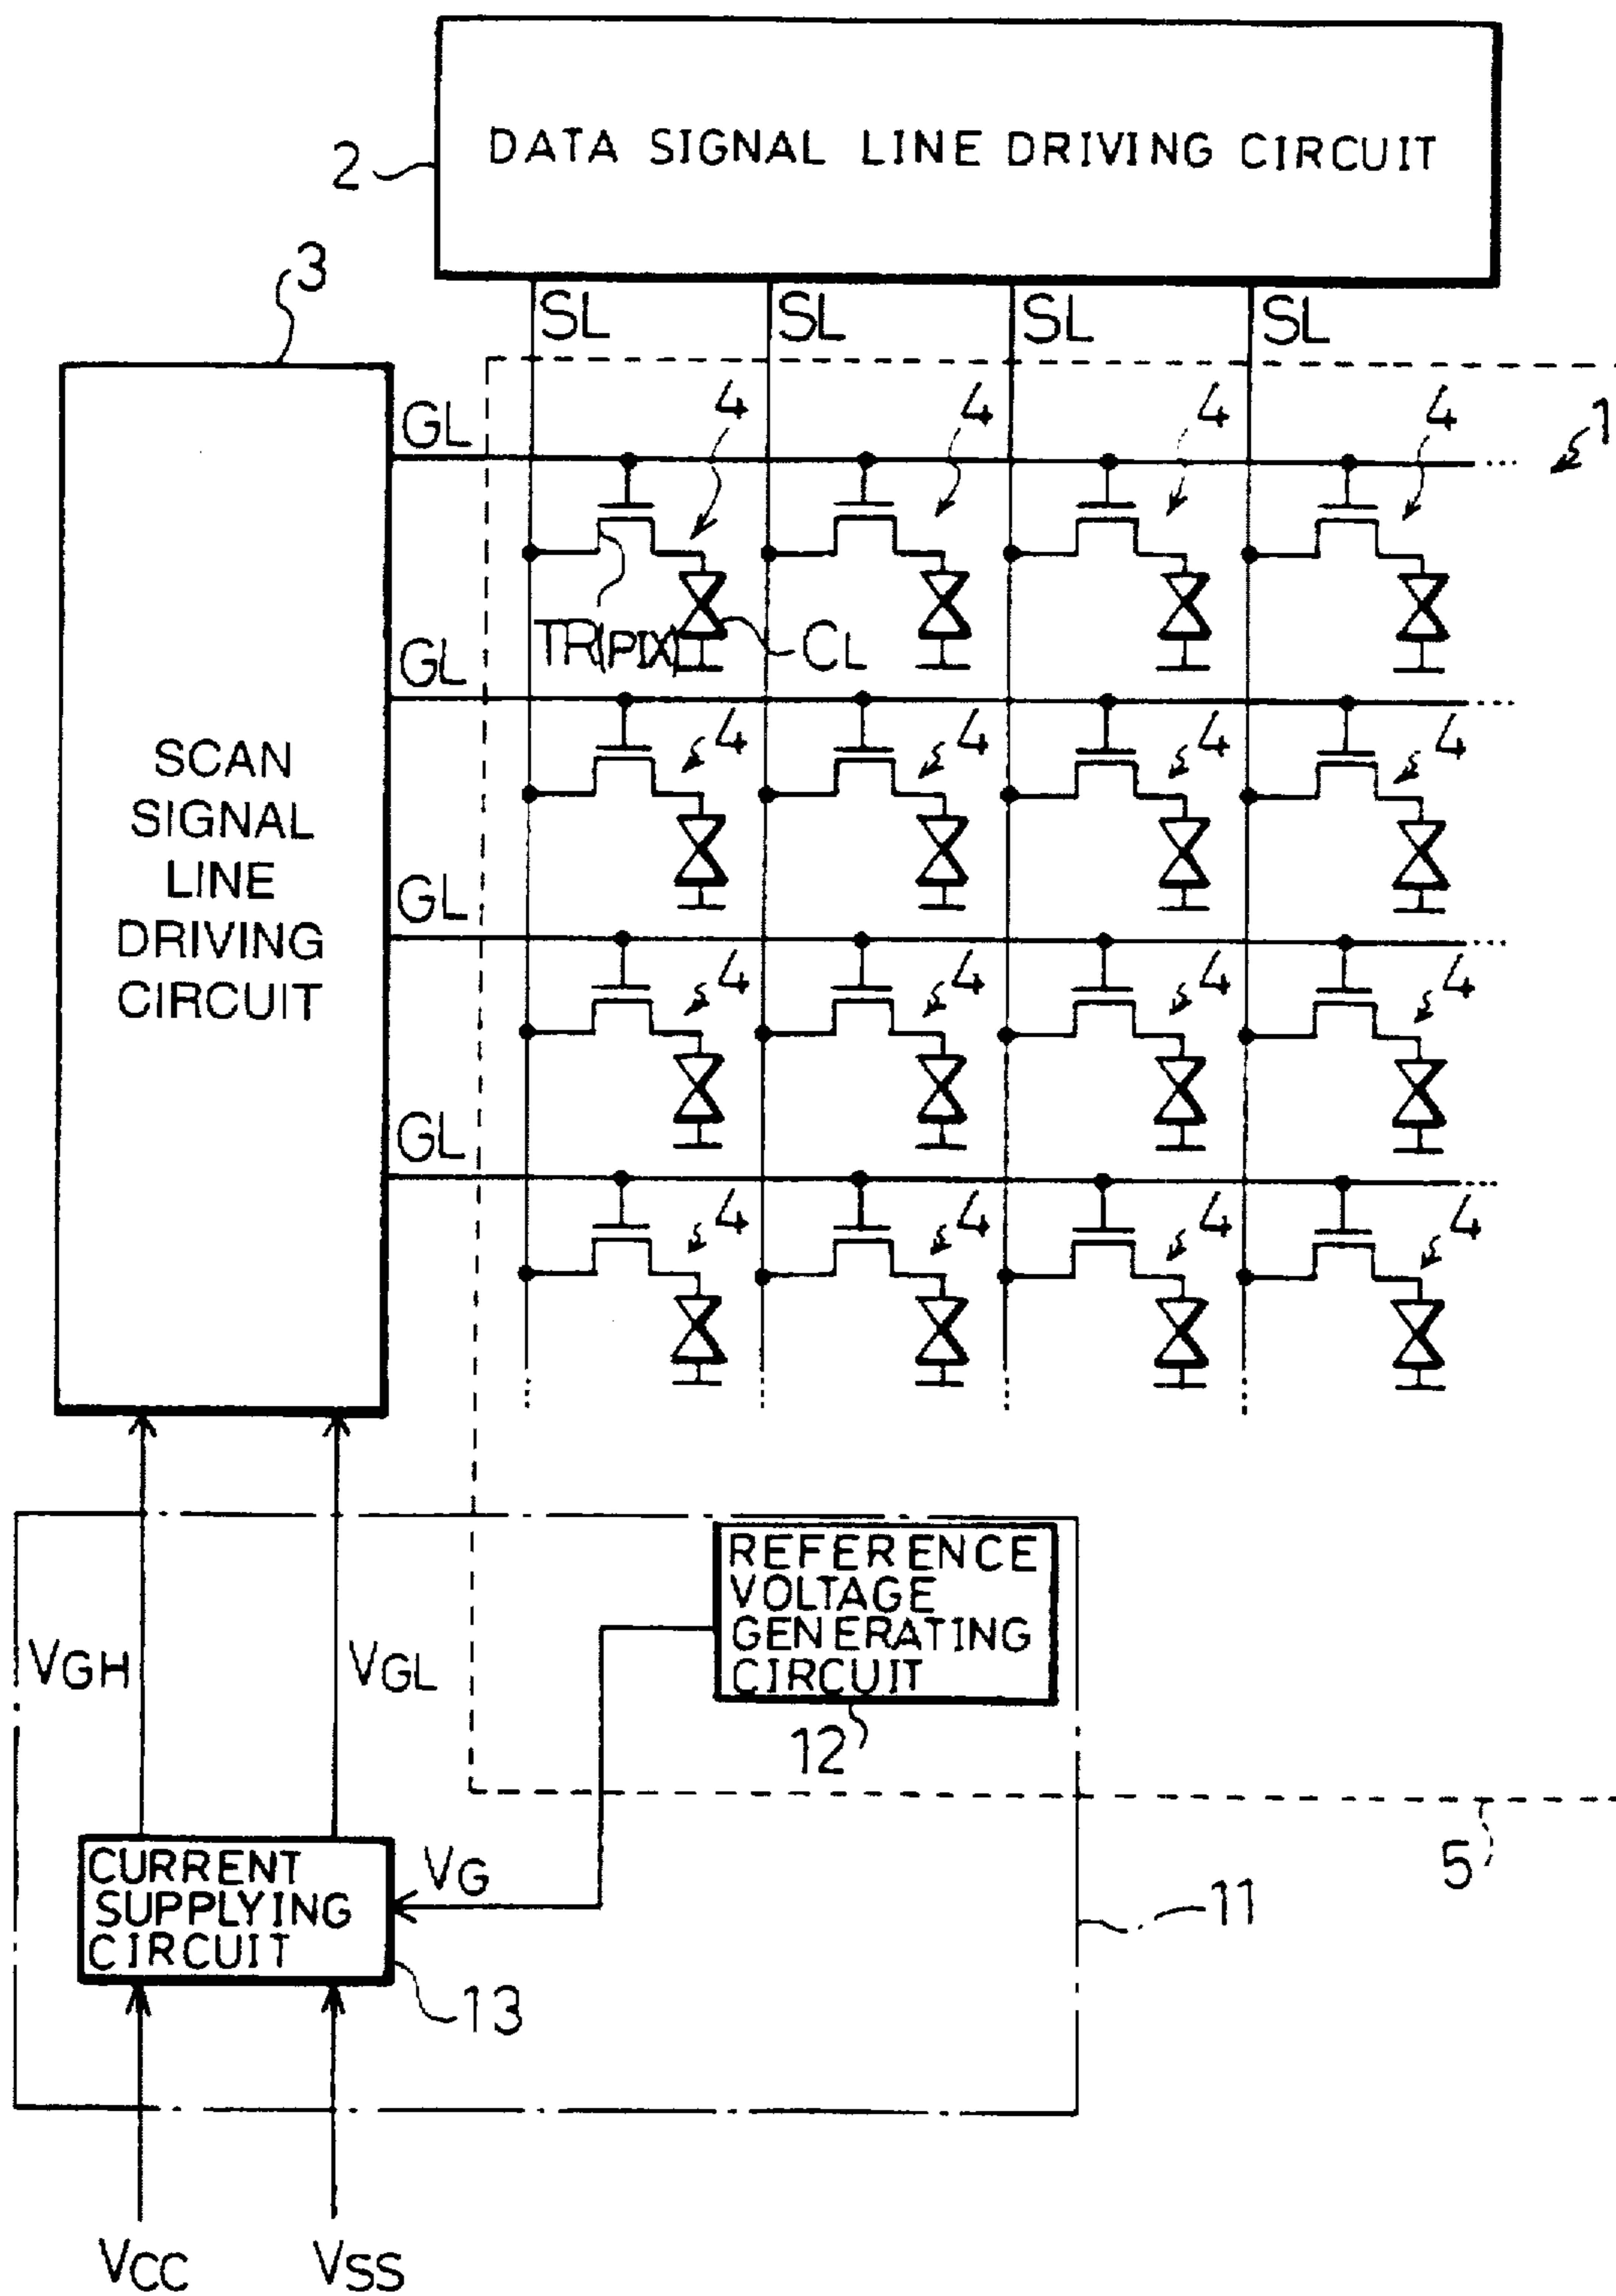 DATA SIGNAL LINE DRIVING CIRCUIT
2
3
SL SL SL SL
GL
4 4 4 4
1
TR(PIX)
CL
GL
4 4 4 4
SCAN
SIGNAL
LINE
DRIVING
CIRCUIT
GL
4 4 4 4
GL
4 4 4 4
REFERENCE
VOLTAGE
GENERATING
CIRCUIT
VGH
VGL
12
5
CURRENT
SUPPLYING
CIRCUIT
VG
11
13
VCC
VSS